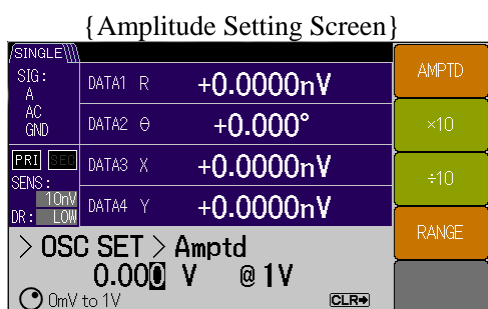 {Amplitude Setting Screen}
SINGLE
SIG:
A
AC
GND
PRI SEC
SENS:
10nV
DR: LOW
DATA1 R +0.0000nV
DATA2 θ +0.000°
DATA3 X +0.0000nV
DATA4 Y +0.0000nV
> OSC SET > Amptd
0.000 V @1V
0mV to 1V CLR➔
AMPTD
×10
÷10
RANGE